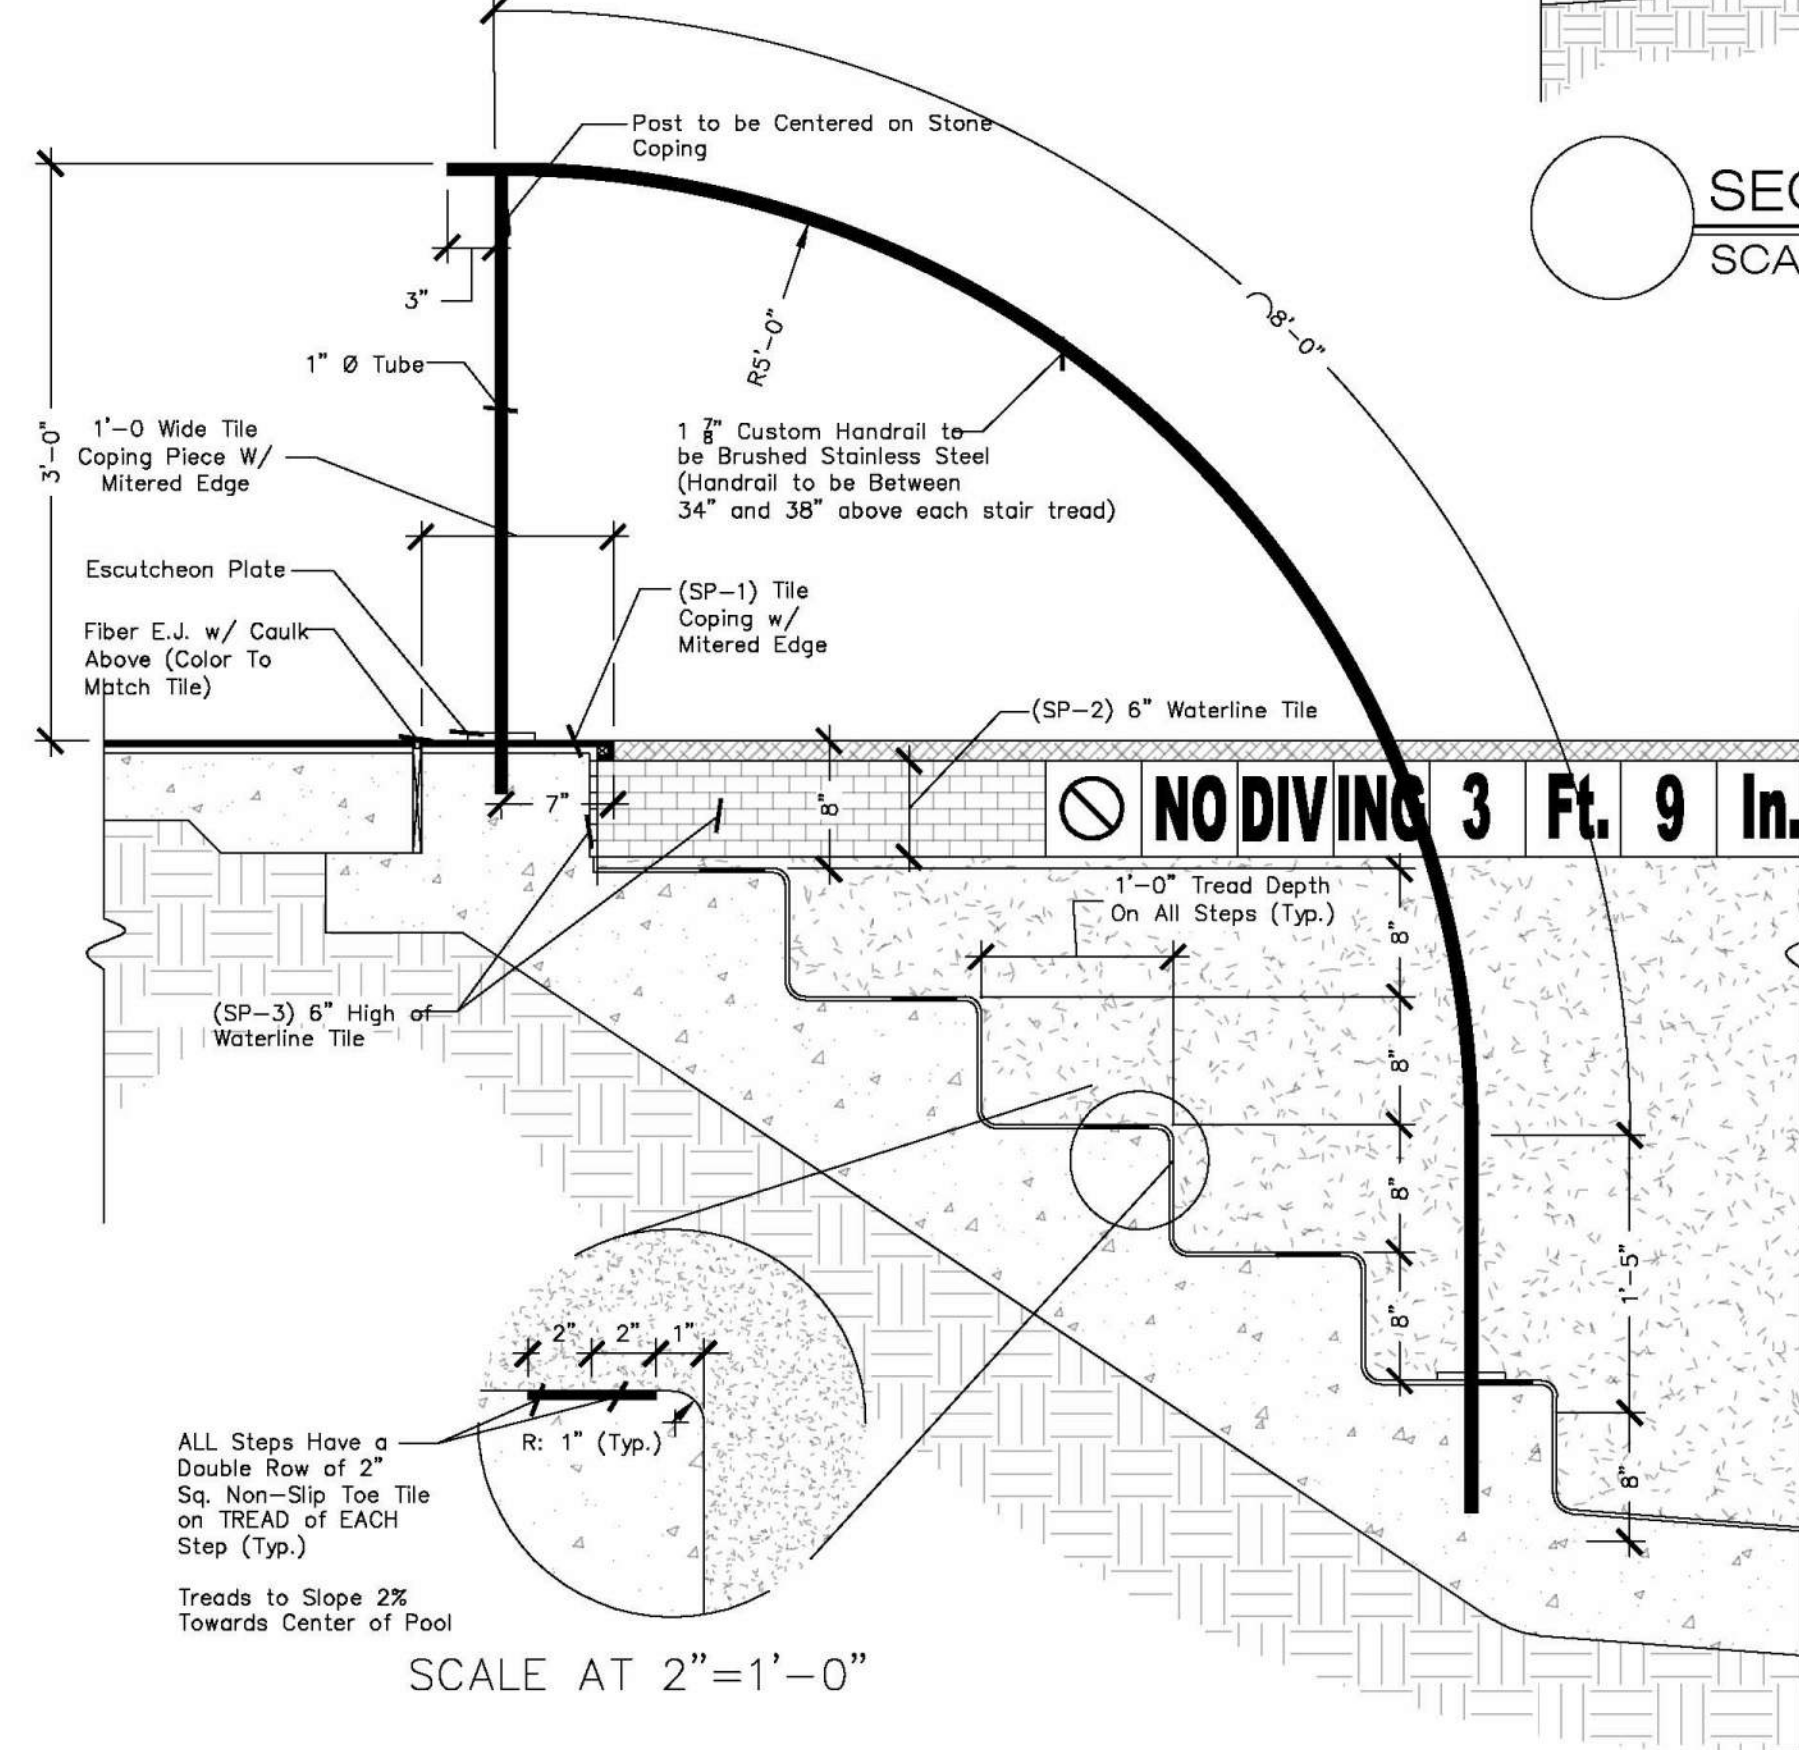 Post to be Centered on Stone
Coping
SEC
SCA
3"
8'-0"
R5'-0"
1" Ø Tube
3'-0"
1'-0 Wide Tile
Coping Piece W/
Mitered Edge
1 7/8" Custom Handrail to
be Brushed Stainless Steel
(Handrail to be Between
34" and 38" above each stair tread)
Escutcheon Plate
(SP-1) Tile
Coping w/
Mitered Edge
Fiber E.J. w/ Caulk
Above (Color To
Match Tile)
(SP-2) 6" Waterline Tile
7"
8"
NO DIVING 3 Ft. 9 In.
1'-0" Tread Depth
On All Steps (Typ.)
8"
(SP-3) 6" High of
Waterline Tile
8"
8"
8"
1'-5"
8"
2" 2" 1"
R: 1" (Typ.)
ALL Steps Have a
Double Row of 2"
Sq. Non-Slip Toe Tile
on TREAD of EACH
Step (Typ.)
Treads to Slope 2%
Towards Center of Pool
SCALE AT 2"=1'-0"